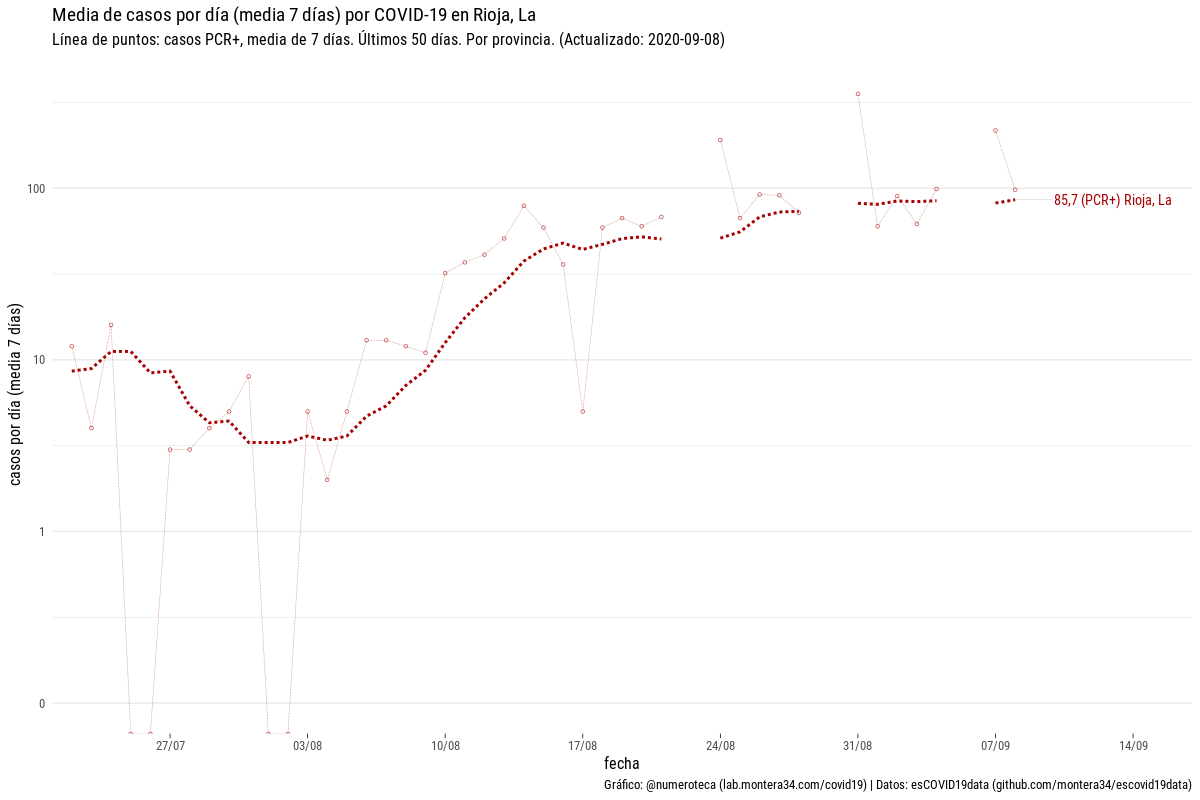 Media de casos por día (media 7 días) por COVID-19 en Rioja, La
Línea de puntos: casos PCR+, media de 7 días. Últimos 50 días. Por provincia. (Actualizado: 2020-09-08)
casos por día (media 7 días)
100
10
1
0
85,7 (PCR+) Rioja, La
27/07
03/08
10/08
17/08
24/08
31/08
07/09
14/09
fecha
Gráfico: @numeroteca (lab.montera34.com/covid19) | Datos: esCOVID19data (github.com/montera34/escovid19data)